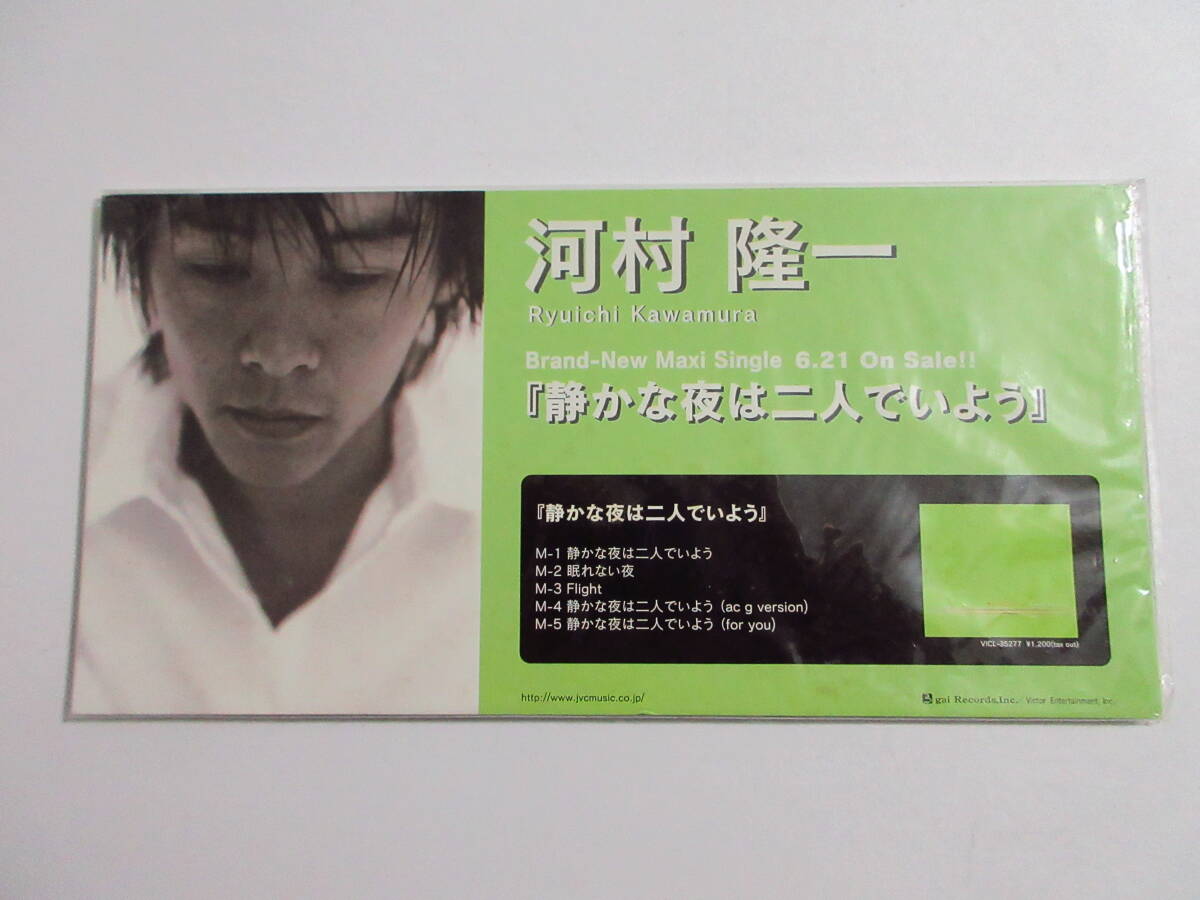 河村 隆一
Ryuichi Kawamura
Brand-New Maxi Single 6.21 On Sale!!
『静かな夜は二人でいよう』
『静かな夜は二人でいよう』
M-1 静かな夜は二人でいよう
M-2 眠れない夜
M-3 Flight
M-4 静かな夜は二人でいよう (ac g version)
M-5 静かな夜は二人でいよう (for you)
VICL-35277 ¥1,200(tax out)
http://www.jvcmusic.co.jp/
gai Records,Inc. / Victor Entertainment, Inc.